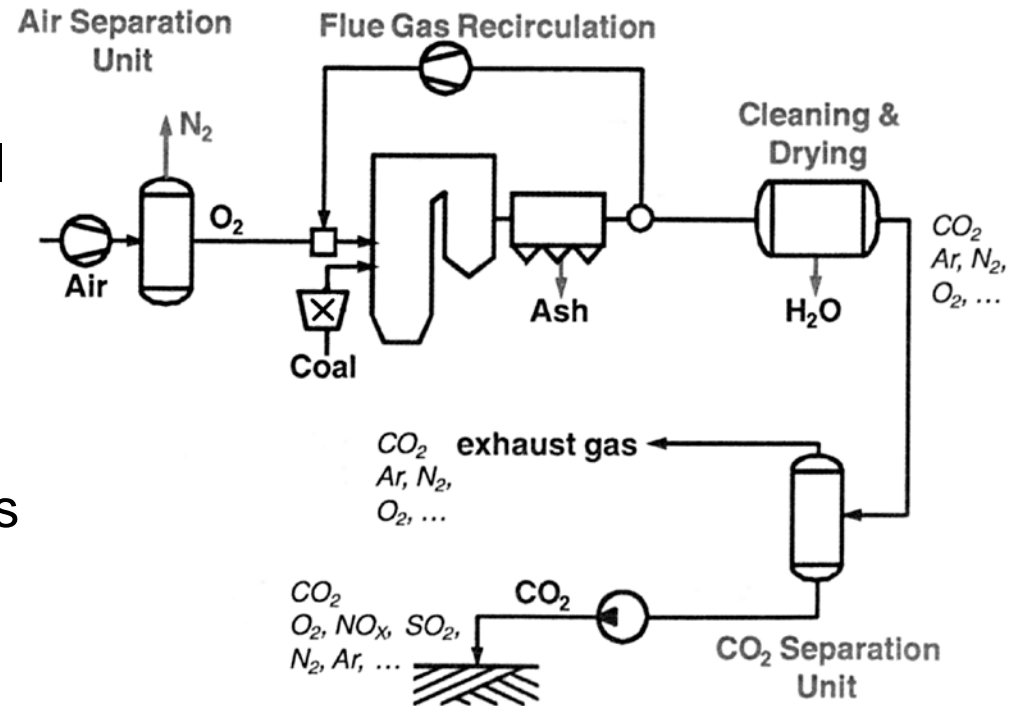 Air Separation
Unit
Flue Gas Recirculation
N₂
Cleaning &
Drying
O₂
Air
Coal
Ash
H₂O
CO₂
Ar, N₂,
O₂, ...
CO₂ exhaust gas
Ar, N₂,
O₂, ...
s
CO₂
O₂, NOₓ, SO₂,
N₂, Ar, ...
CO₂
CO₂ Separation
Unit